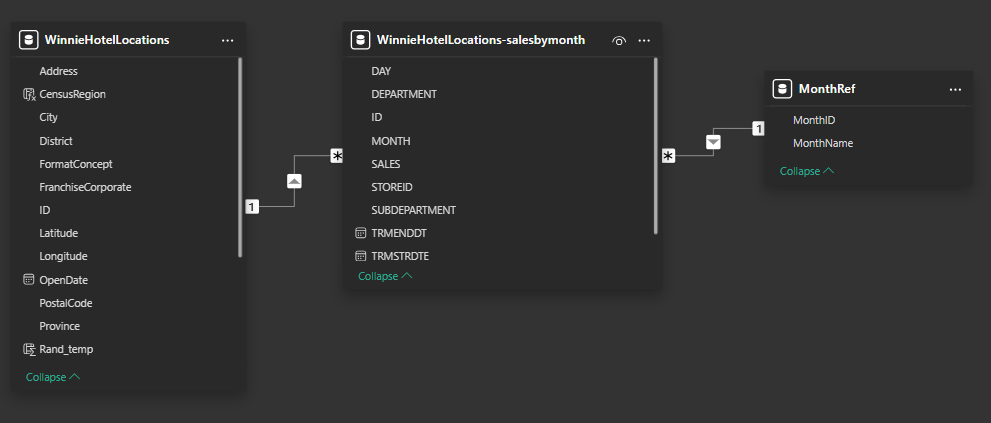 WinnieHotelLocations
Address
CensusRegion
City
District
FormatConcept
FranchiseCorporate
ID
Latitude
Longitude
OpenDate
PostalCode
Province
Rand_temp
Collapse
1
*
WinnieHotelLocations-salesbymonth
DAY
DEPARTMENT
ID
MONTH
SALES
STOREID
SUBDEPARTMENT
TRMENDDT
TRMSTRDTE
Collapse
*
1
MonthRef
MonthID
MonthName
Collapse